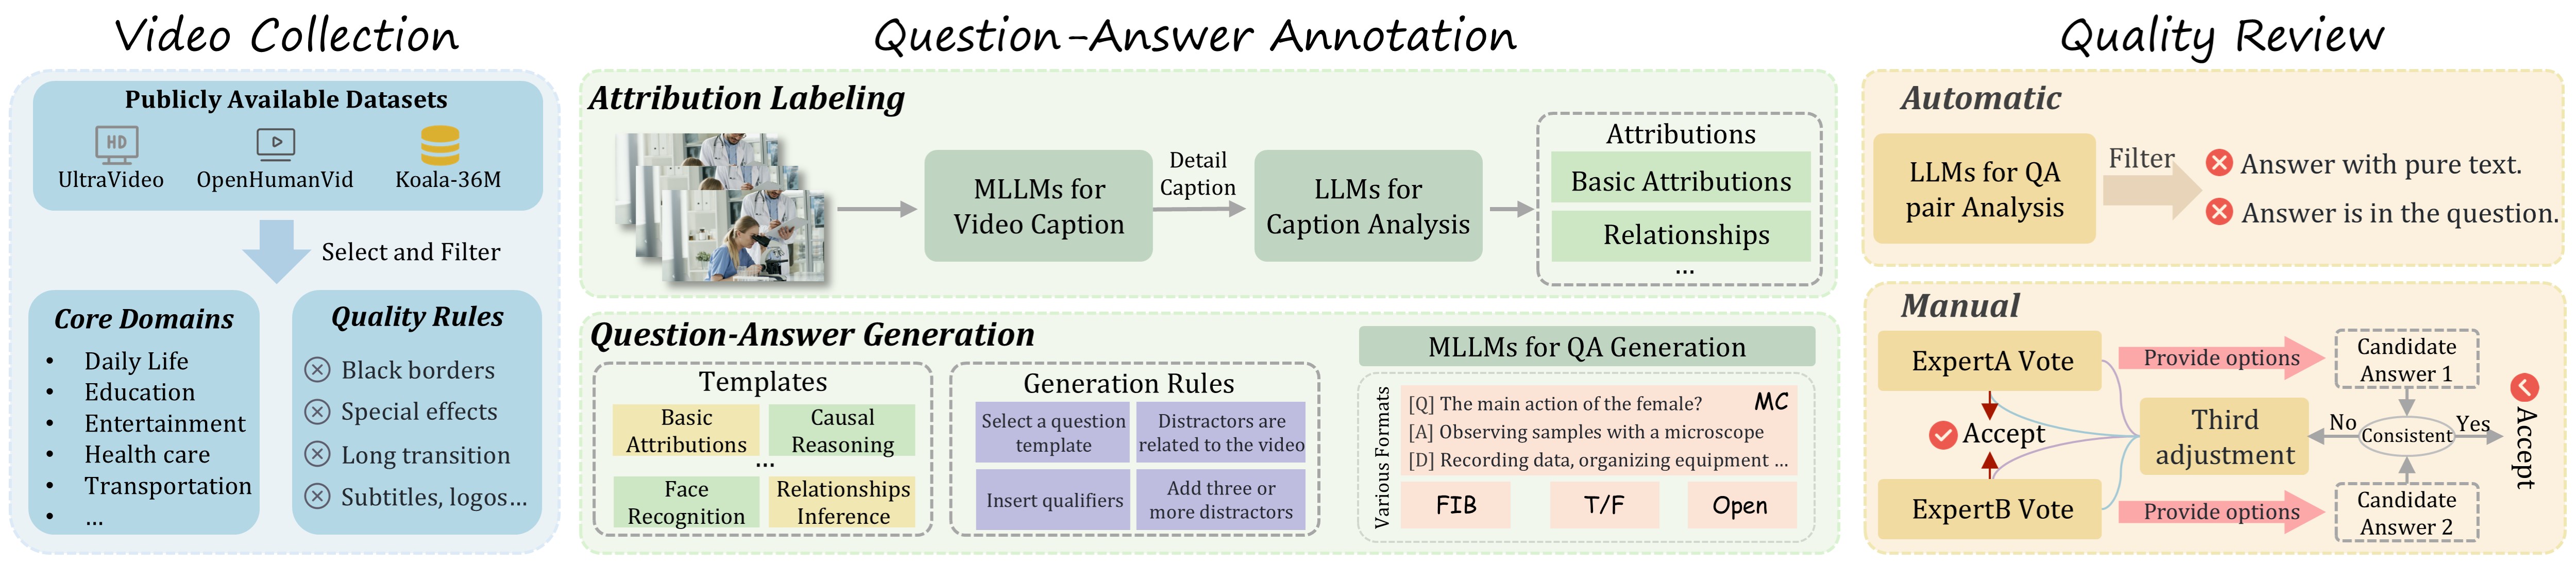 Video Collection
Publicly Available Datasets
HD
UltraVideo
OpenHumanVid
Koala-36M
Select and Filter
Core Domains
• Daily Life
• Education
• Entertainment
• Health care
• Transportation
• ...
Quality Rules
Black borders
Special effects
Long transition
Subtitles, logos...
Question-Answer Annotation
Attribution Labeling
MLLMs for
Video Caption
Detail
Caption
LLMs for
Caption Analysis
Attributions
Basic Attributions
Relationships
...
Question-Answer Generation
Templates
Basic
Attributions
Causal
Reasoning
...
Face
Recognition
Relationships
Inference
Generation Rules
Select a question
template
Distractors are
related to the video
Insert qualifiers
Add three or
more distractors
MLLMs for QA Generation
Various Formats
[Q] The main action of the female?
MC
[A] Observing samples with a microscope
[D] Recording data, organizing equipment ...
FIB
T/F
Open
Quality Review
Automatic
LLMs for QA
pair Analysis
Filter
Answer with pure text.
Answer is in the question.
Manual
ExpertA Vote
Accept
ExpertB Vote
Provide options
Provide options
Third
adjustment
Candidate
Answer 1
No
Consistent
Yes
Candidate
Answer 2
Accept